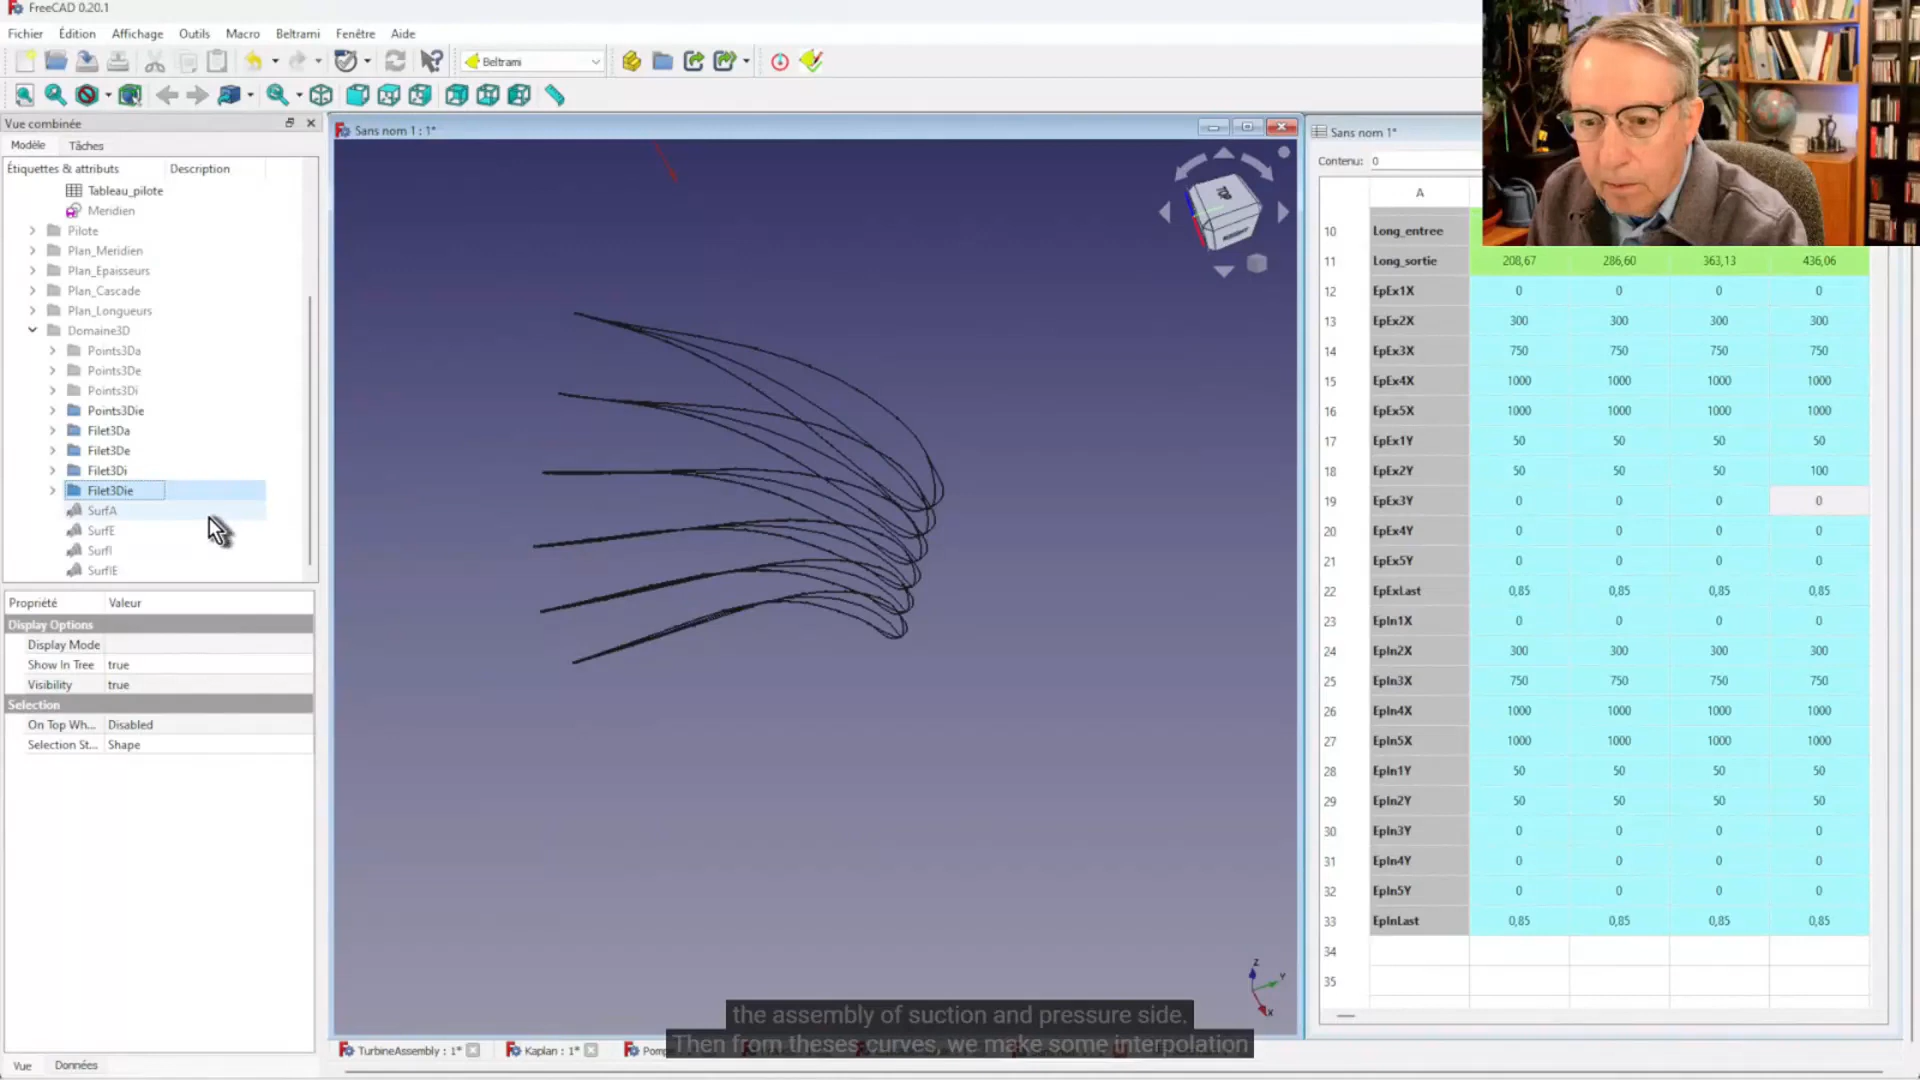 FreeCAD 0.20.1
Fichier Édition Affichage Outils Macro Beltrami Fenêtre Aide
Beltrami
Vue combinée
Modèle Tâches
Étiquettes & attributs Description
Tableau_pilote
Meridien
Pilote
Plan_Meridien
Plan_Epaisseurs
Plan_Cascade
Plan_Longueurs
Domaine3D
Points3Da
Points3De
Points3Di
Points3Die
Filet3Da
Filet3De
Filet3Di
Filet3Die
SurfA
SurfE
SurfI
SurfIE
Propriété Valeur
Display Options
Display Mode
Show In Tree true
Visibility true
Selection
On Top Wh... Disabled
Selection St... Shape
Vue Données
Sans nom 1 : 1*
TOP
Z
Y
X
the assembly of suction and pressure side.
Then from theses curves, we make some interpolation
TurbineAssembly : 1* Kaplan : 1* Pomp
Sans nom 1*
Contenu: 0
A
10 Long_entree
11 Long_sortie 208,67 286,60 363,13 436,06
12 EpEx1X 0 0 0 0
13 EpEx2X 300 300 300 300
14 EpEx3X 750 750 750 750
15 EpEx4X 1000 1000 1000 1000
16 EpEx5X 1000 1000 1000 1000
17 EpEx1Y 50 50 50 50
18 EpEx2Y 50 50 50 100
19 EpEx3Y 0 0 0 0
20 EpEx4Y 0 0 0 0
21 EpEx5Y 0 0 0 0
22 EpExLast 0,85 0,85 0,85 0,85
23 EpIn1X 0 0 0 0
24 EpIn2X 300 300 300 300
25 EpIn3X 750 750 750 750
26 EpIn4X 1000 1000 1000 1000
27 EpIn5X 1000 1000 1000 1000
28 EpIn1Y 50 50 50 50
29 EpIn2Y 50 50 50 50
30 EpIn3Y 0 0 0 0
31 EpIn4Y 0 0 0 0
32 EpIn5Y 0 0 0 0
33 EpInLast 0,85 0,85 0,85 0,85
34
35